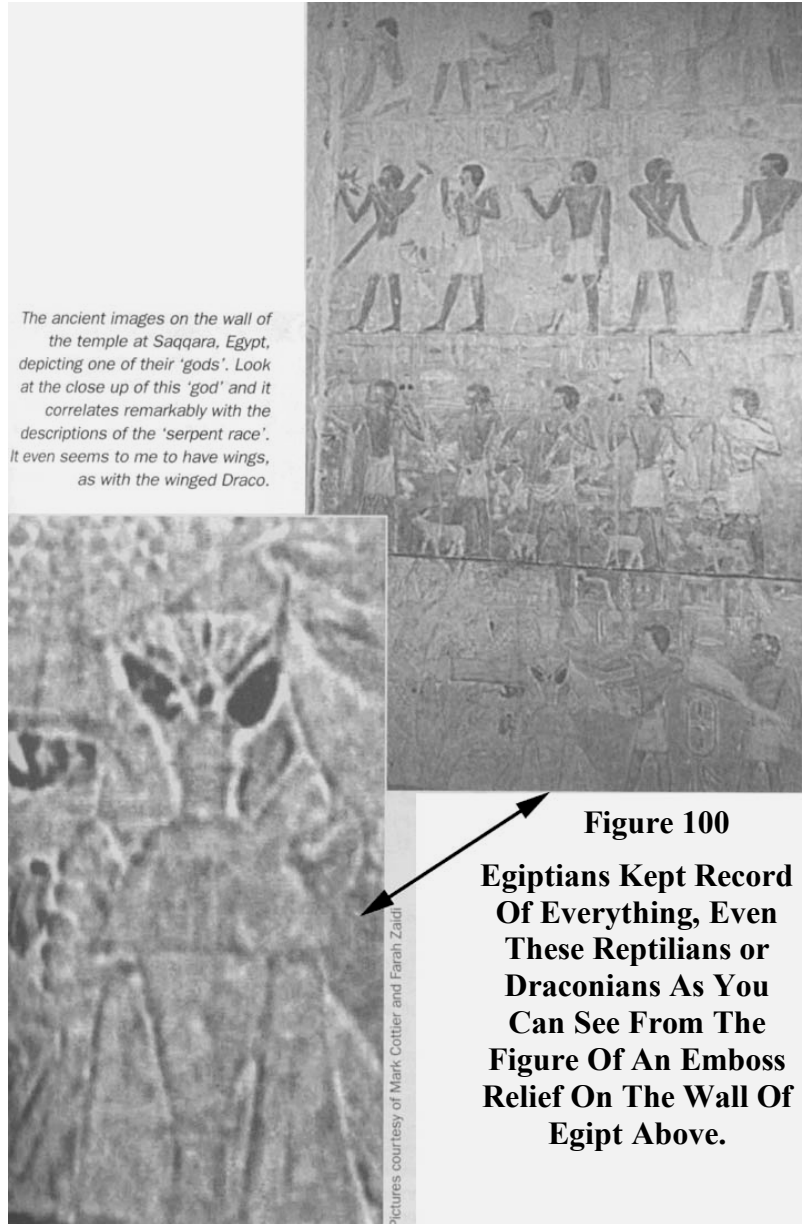 The ancient images on the wall of
the temple at Saqqara, Egypt,
depicting one of their 'gods'. Look
at the close up of this 'god' and it
correlates remarkably with the
descriptions of the 'serpent race'.
It even seems to me to have wings,
as with the winged Draco.
Pictures courtesy of Mark Cottier and Farah Zaidi
Figure 100
Egiptians Kept Record
Of Everything, Even
These Reptilians or
Draconians As You
Can See From The
Figure Of An Emboss
Relief On The Wall Of
Egipt Above.